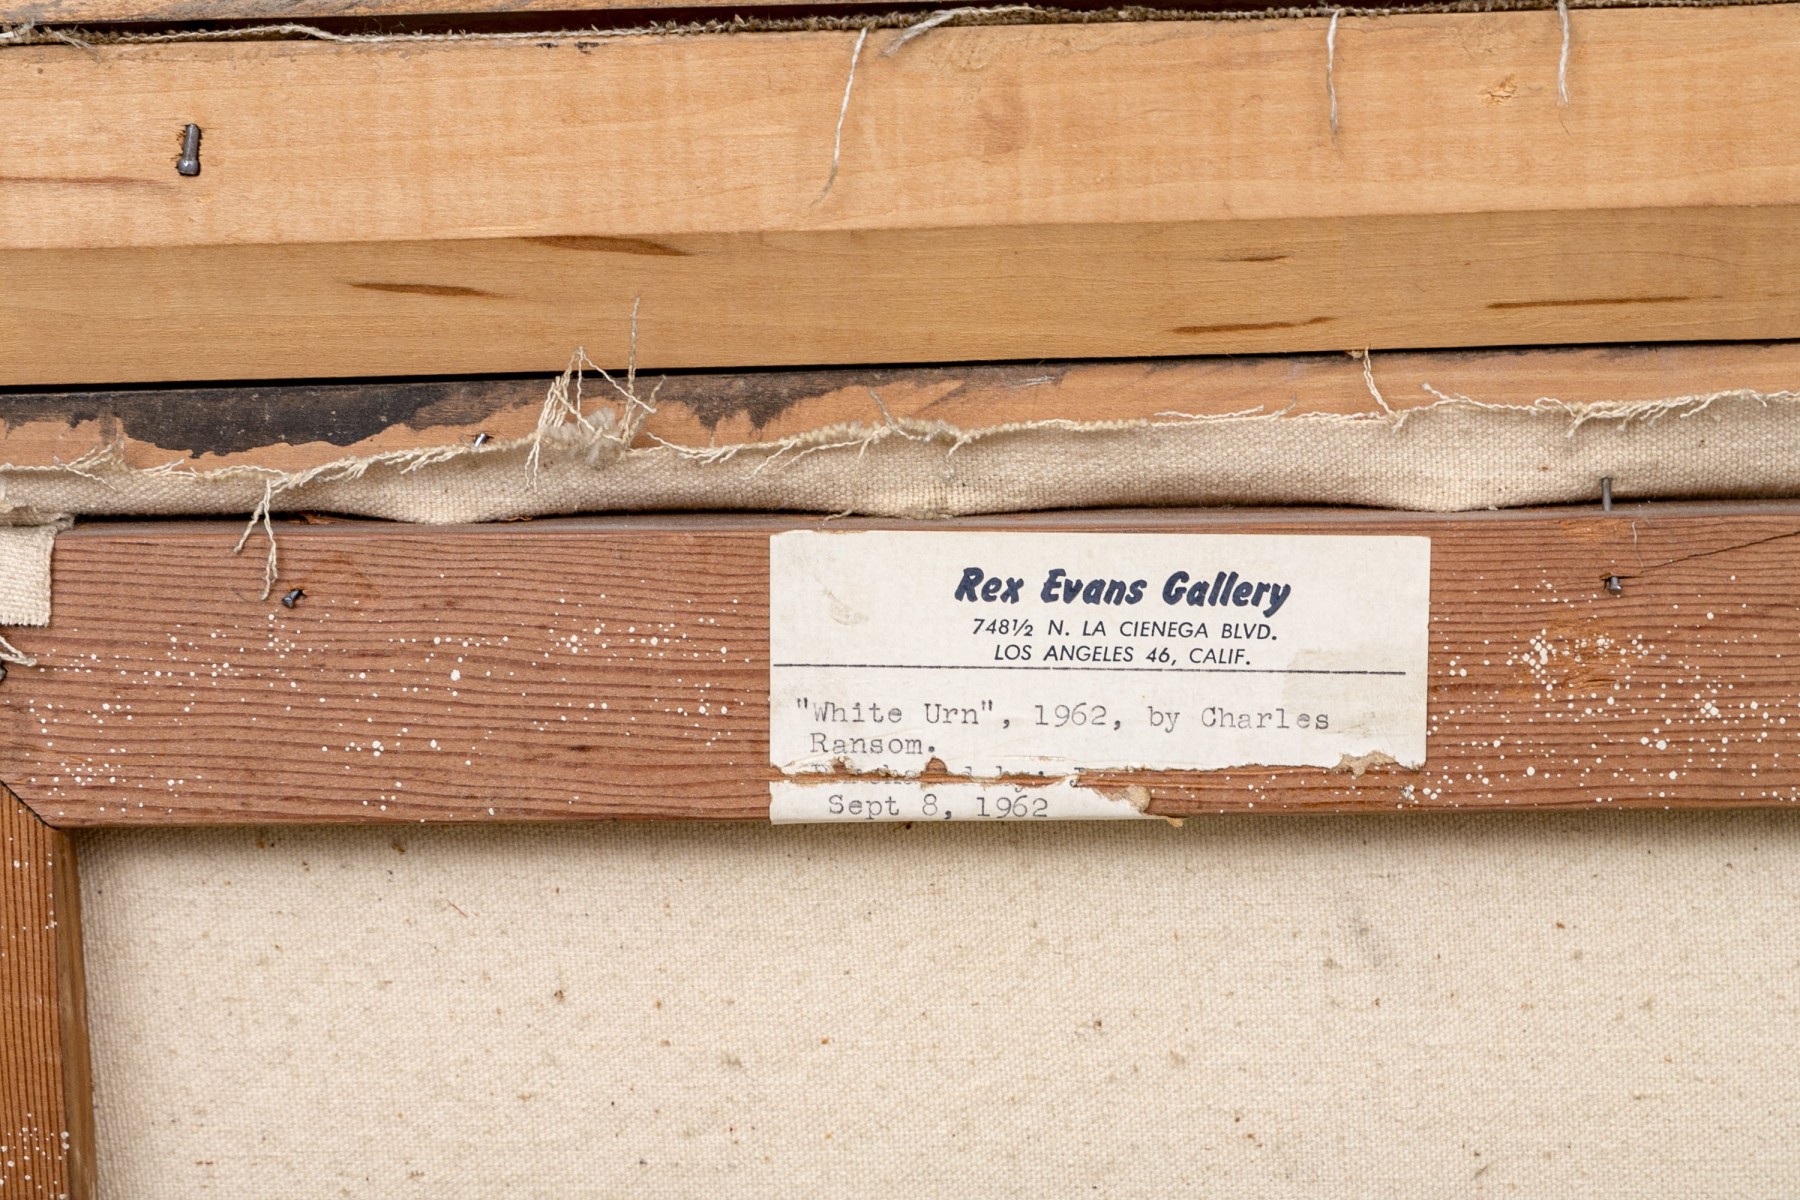 Rex Evans Gallery
748½ N. LA CIENEGA BLVD.
LOS ANGELES 46, CALIF.
"White Urn", 1962, by Charles
Ransom.
Sept 8, 1962